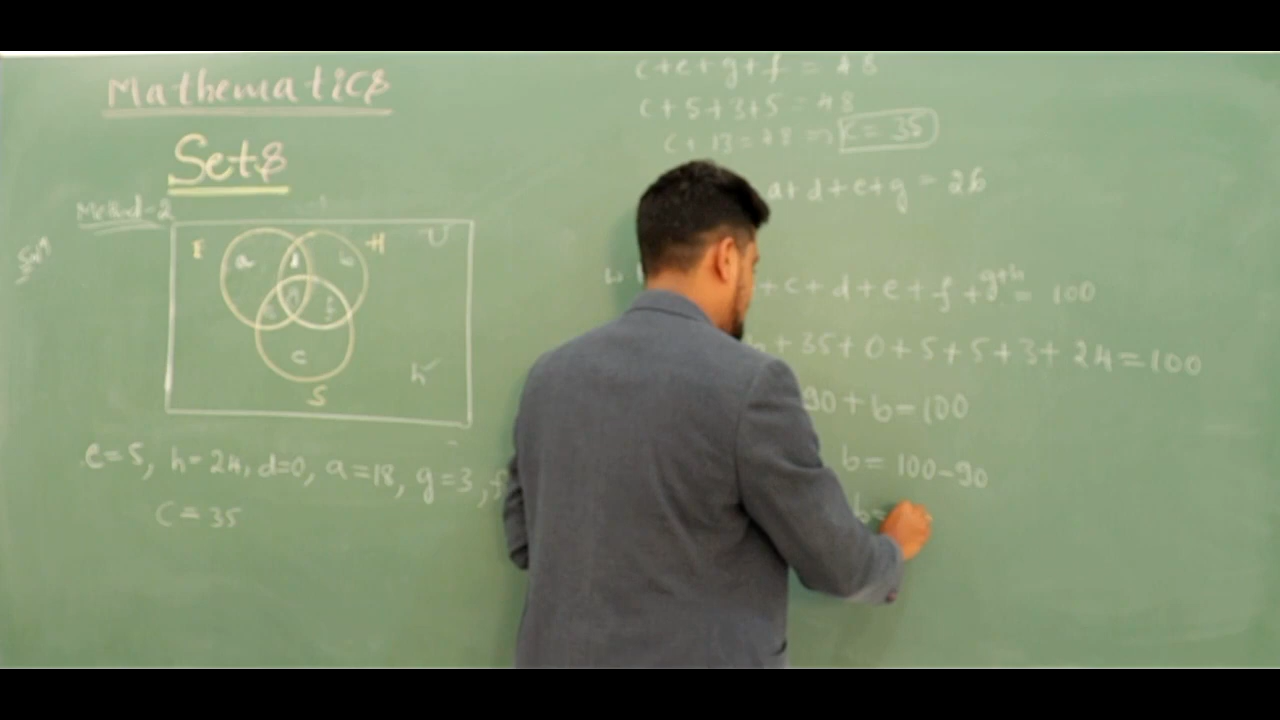 Mathematics
Sets
Method-2
Soln
E
H
U
a
b
c
S
h
e=5, h=24, d=0, a=18, g=3, f
c=35
c+e+g+f = 48
c+5+3+5=48
c+13=48 ⇒ c=35
a+d+e+g=26
+c+d+e+f+g+h=100
+35+0+5+5+3+24=100
90+b=100
b=100-90
b=